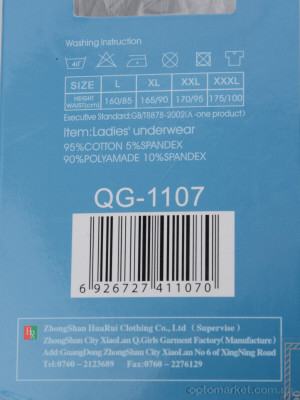 Washing Instruction
40°
SIZE L XL XXL XXXL
HEIGHT WAIST(cm) 160/85 165/90 170/95 175/100
Executive Standard:GB/T8878-2002(A -one product)
Item:Ladies' underwear
95%COTTON 5%SPANDEX
90%POLYAMADE 10%SPANDEX
QG-1107
6 926727 411070
ZhongShan HuaRui Clothing Co., Ltd ( Supervise )
ZhongShan City XiaoLan Q.Girls Garment Factory( Manufacture )
Add:GuangDong ZhongShan XiaoLan No 6 of XingNing Road
Tel:0760 - 2123689 Fax:0760 - 2276129
optomarket.com.ua